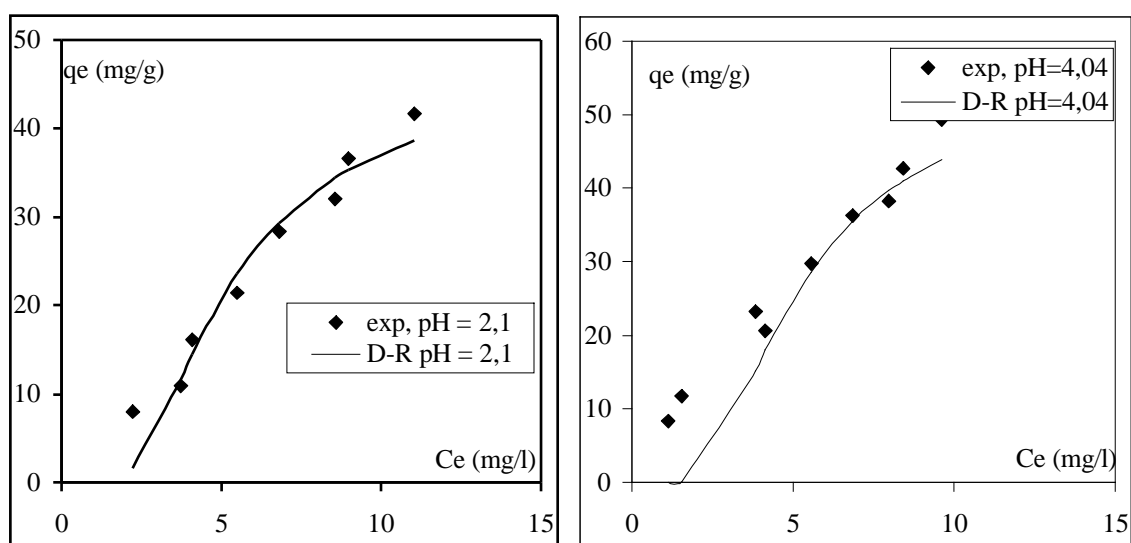 50
qe (mg/g)
40
30
20
10
0
exp, pH = 2,1
D-R pH = 2,1
Ce (mg/l)
0 5 10 15
60
qe (mg/g)
50
40
30
20
10
0
exp, pH=4,04
D-R pH=4,04
Ce (mg/l)
0 5 10 15